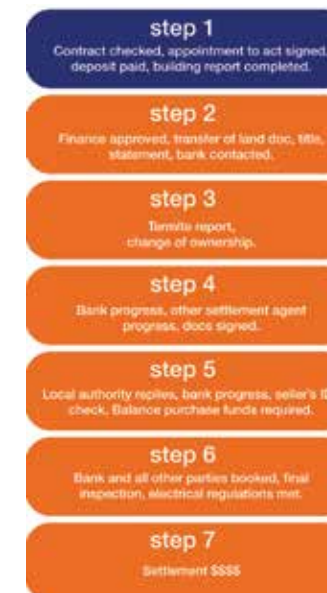 step 1
Contract checked, appointment to act signed,
deposit paid, building report completed.
step 2
Finance approved, transfer of land doc, title,
statement, bank contacted.
step 3
Termite report,
change of ownership.
step 4
Bank progress, other settlement agent
progress, docs signed.
step 5
Local authority replies, bank progress, seller's
check, Balance purchase funds required.
step 6
Bank and all other parties booked, final
inspection, electrical regulations met.
step 7
Settlement $$$$